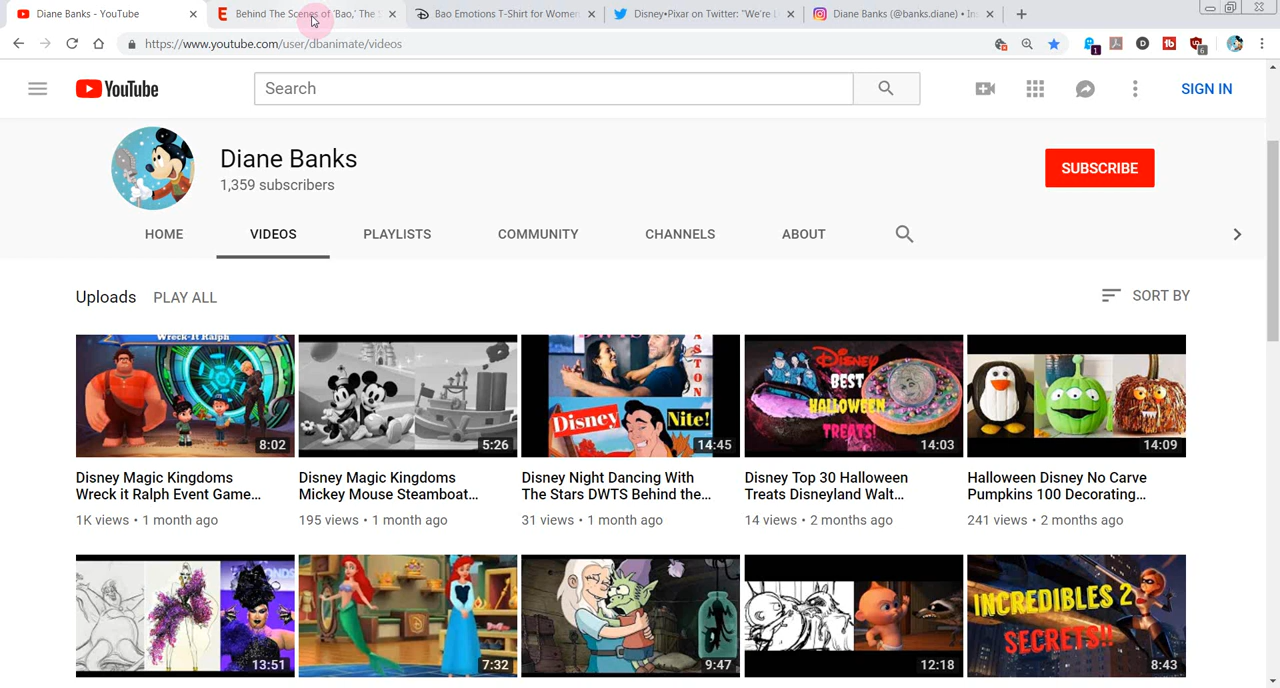 Diane Banks - YouTube
Behind The Scenes of 'Bao,' The S
Bao Emotions T-Shirt for Women
Disney•Pixar on Twitter: "We're Li
Diane Banks (@banks.diane) • Ins
https://www.youtube.com/user/dbanimate/videos
YouTube
Search
SIGN IN
Diane Banks
1,359 subscribers
SUBSCRIBE
HOME
VIDEOS
PLAYLISTS
COMMUNITY
CHANNELS
ABOUT
Uploads
PLAY ALL
SORT BY
Wreck-It Ralph
8:02
5:26
Disney
Nite!
ASTON
14:45
Disney
BEST
HALLOWEEN
TREATS!
14:03
14:09
Disney Magic Kingdoms
Wreck it Ralph Event Game...
1K views • 1 month ago
Disney Magic Kingdoms
Mickey Mouse Steamboat...
195 views • 1 month ago
Disney Night Dancing With
The Stars DWTS Behind the...
31 views • 1 month ago
Disney Top 30 Halloween
Treats Disneyland Walt...
14 views • 2 months ago
Halloween Disney No Carve
Pumpkins 100 Decorating...
241 views • 2 months ago
13:51
7:32
9:47
12:18
INCREDIBLES 2
SECRETS!!
8:43